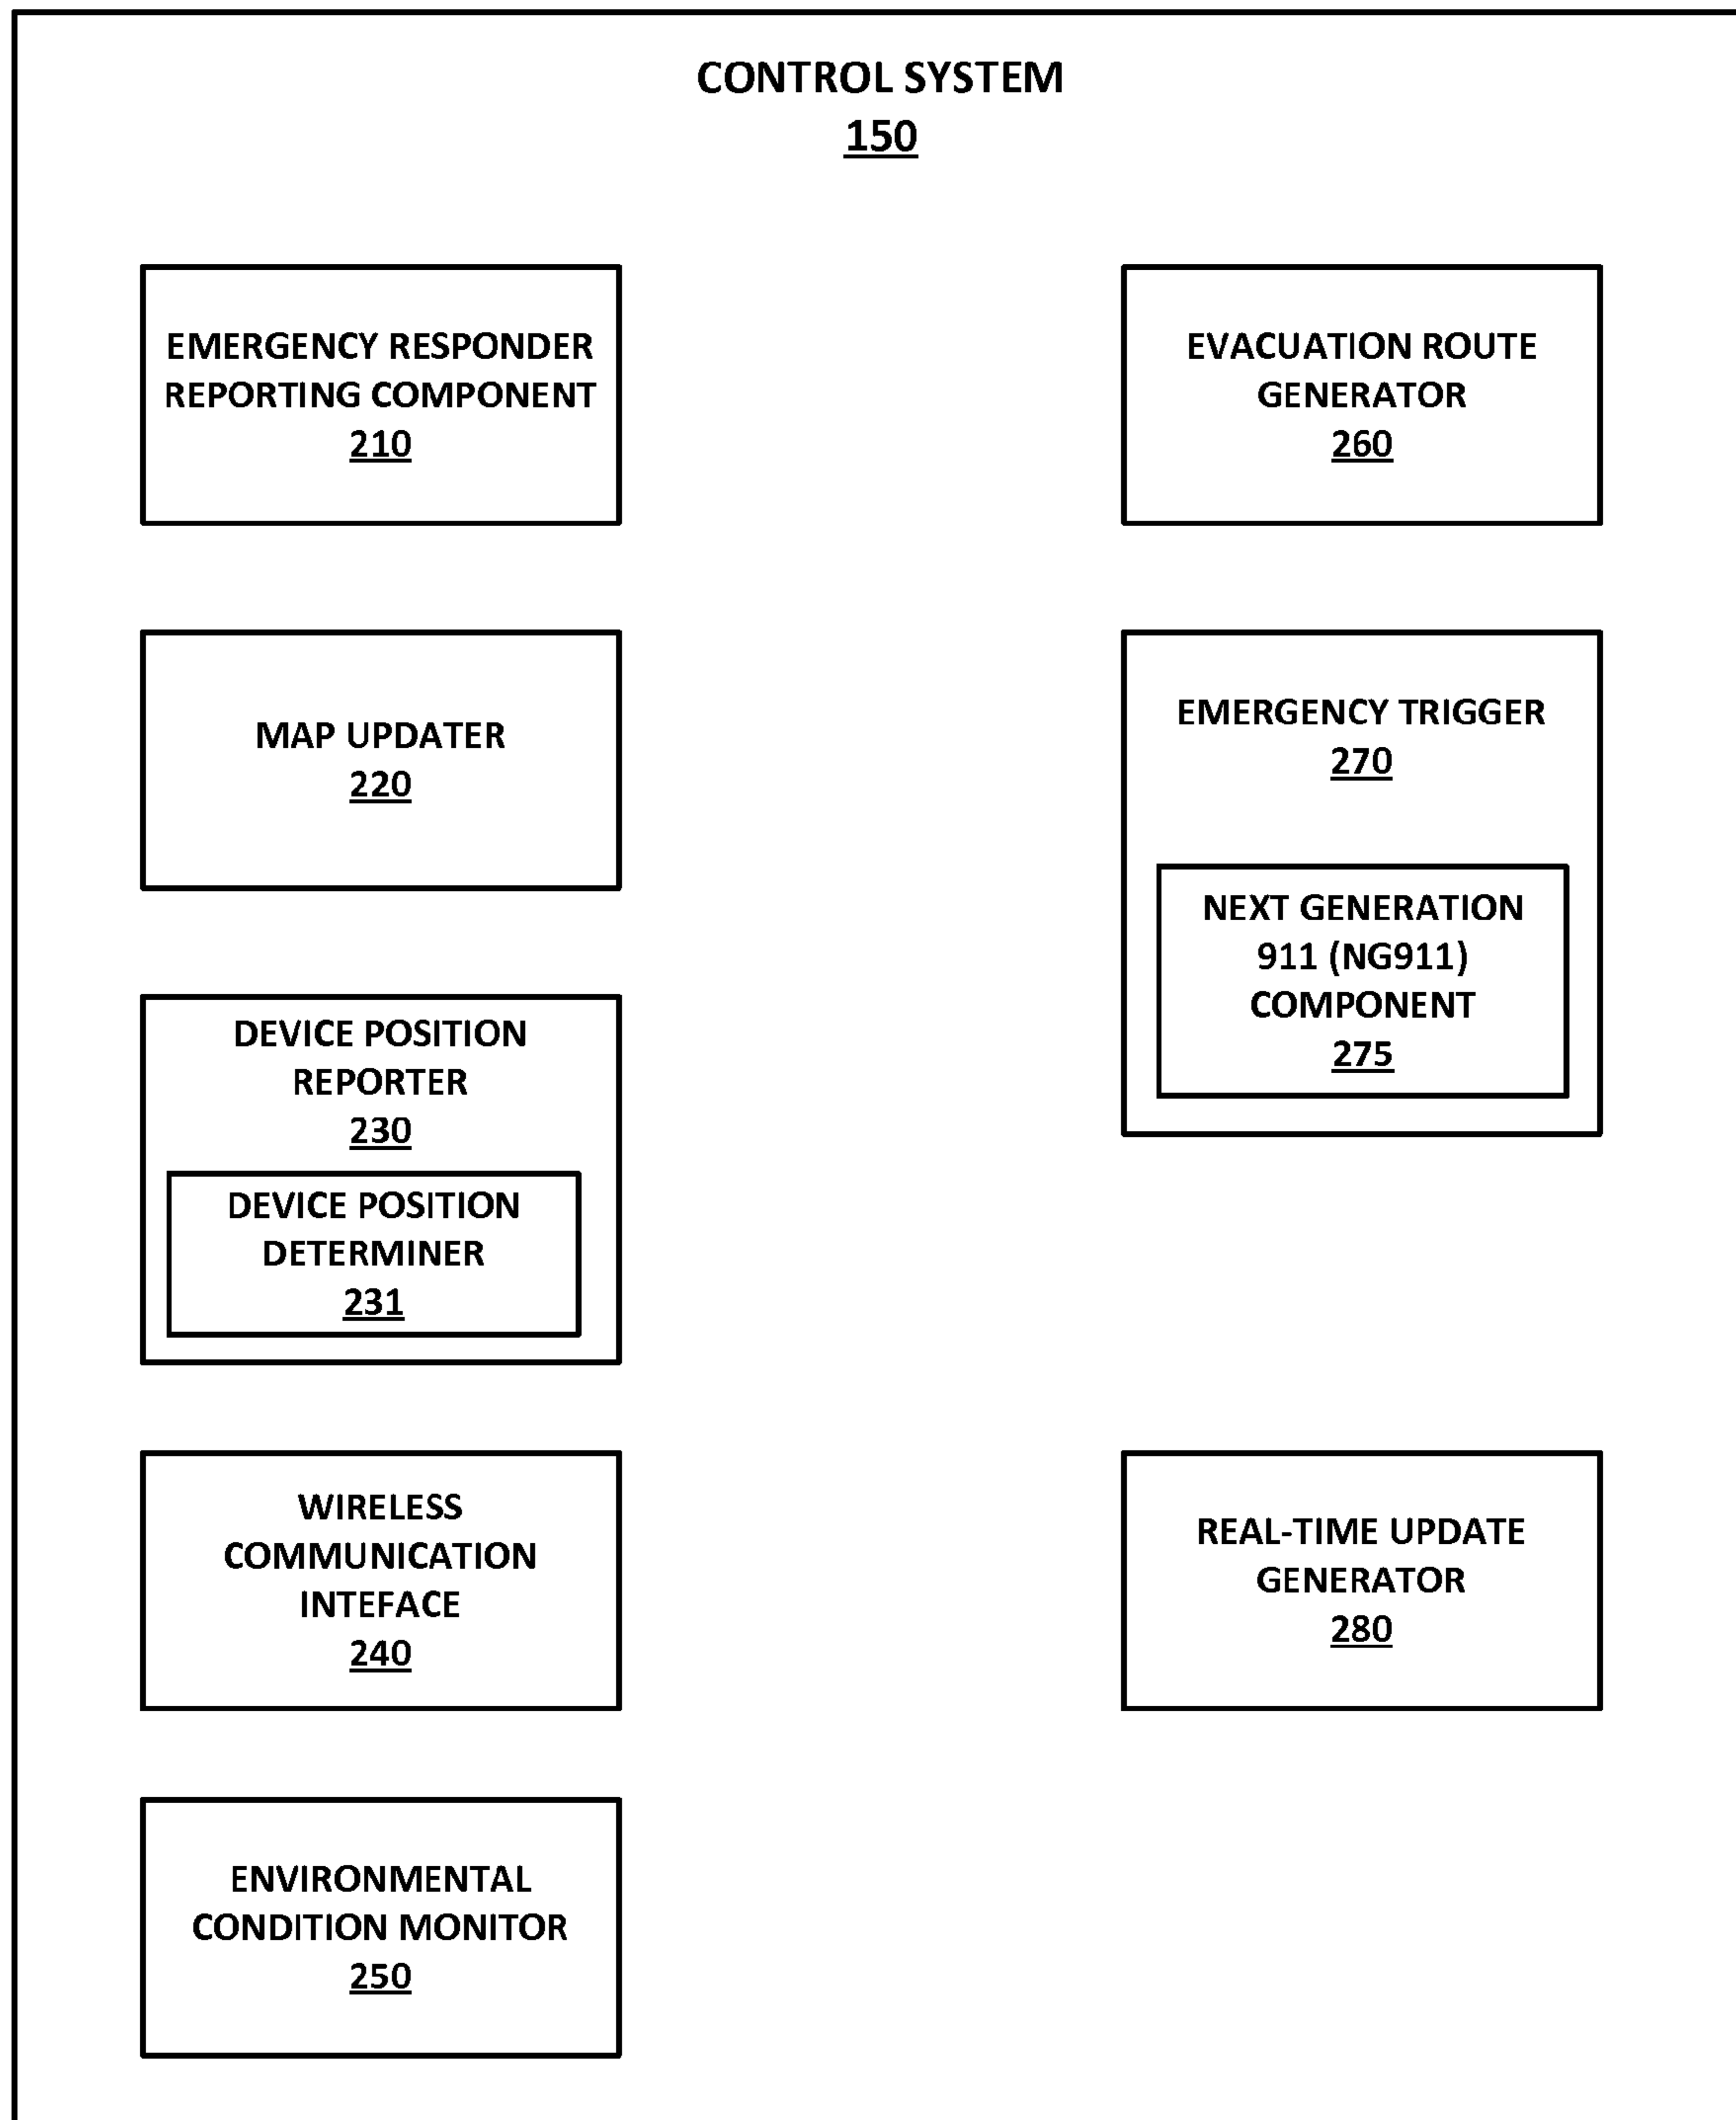 CONTROL SYSTEM
150
EMERGENCY RESPONDER
REPORTING COMPONENT
210
MAP UPDATER
220
DEVICE POSITION
REPORTER
230
DEVICE POSITION
DETERMINER
231
WIRELESS
COMMUNICATION
INTEFACE
240
ENVIRONMENTAL
CONDITION MONITOR
250
EVACUATION ROUTE
GENERATOR
260
EMERGENCY TRIGGER
270
NEXT GENERATION
911 (NG911)
COMPONENT
275
REAL-TIME UPDATE
GENERATOR
280